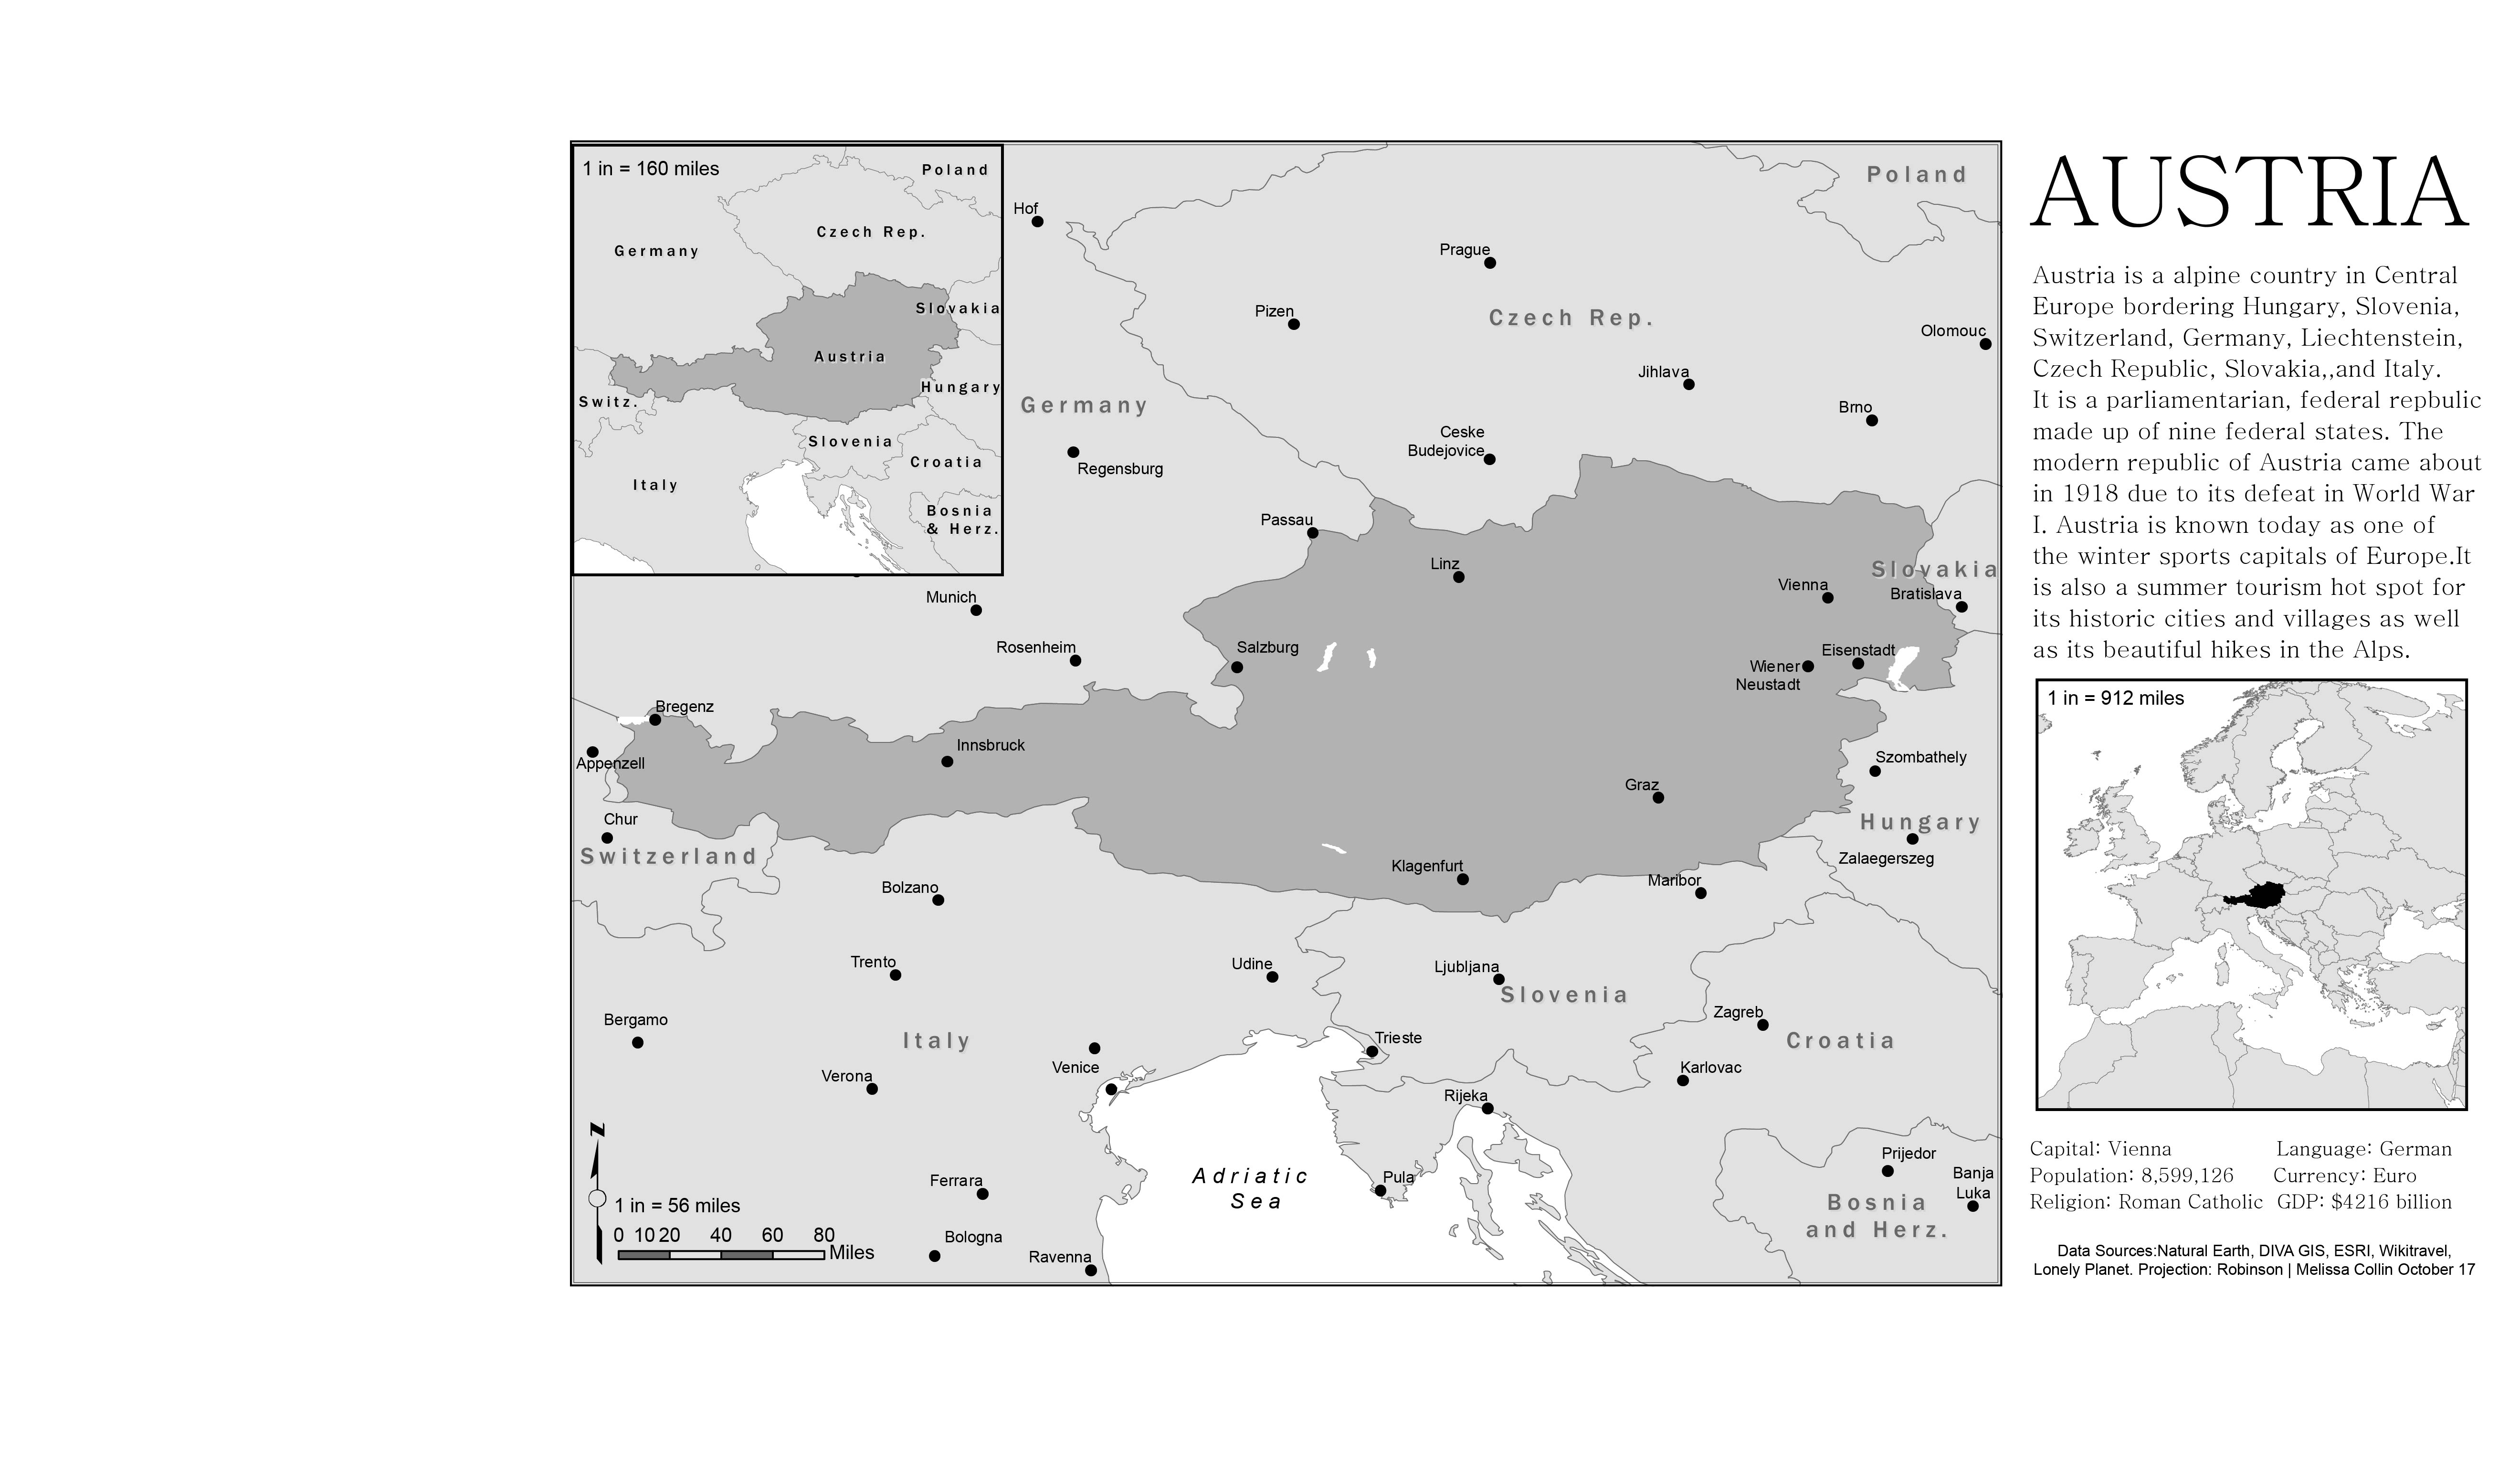 1 in = 160 miles
Poland
Czech Rep.
Germany
Slovakia
Austria
Hungary
Switz.
Slovenia
Croatia
Italy
Bosnia
& Herz.
Poland
Hof
Prague
Pizen
Czech Rep.
Olomouc
Jihlava
Germany
Brno
Ceske
Budejovice
Regensburg
Passau
Linz
Slovakia
Vienna
Bratislava
Munich
Rosenheim
Salzburg
Eisenstadt
Wiener
Neustadt
Bregenz
Innsbruck
Appenzell
Szombathely
Graz
Chur
Hungary
Switzerland
Zalaegerszeg
Klagenfurt
Maribor
Bolzano
Trento
Udine
Ljubljana
Slovenia
Bergamo
Zagreb
Italy
Trieste
Croatia
Venice
Karlovac
Verona
Rijeka
N
Prijedor
Adriatic
Sea
Pula
Banja
Luka
Ferrara
Bosnia
and Herz.
1 in = 56 miles
0 10 20 40 60 80
Miles
Bologna
Ravenna
AUSTRIA
Austria is a alpine country in Central
Europe bordering Hungary, Slovenia,
Switzerland, Germany, Liechtenstein,
Czech Republic, Slovakia,,and Italy.
It is a parliamentarian, federal repbulic
made up of nine federal states. The
modern republic of Austria came about
in 1918 due to its defeat in World War
I. Austria is known today as one of
the winter sports capitals of Europe.It
is also a summer tourism hot spot for
its historic cities and villages as well
as its beautiful hikes in the Alps.
1 in = 912 miles
Capital: Vienna Language: German
Population: 8,599,126 Currency: Euro
Religion: Roman Catholic GDP: $4216 billion
Data Sources:Natural Earth, DIVA GIS, ESRI, Wikitravel,
Lonely Planet. Projection: Robinson | Melissa Collin October 17